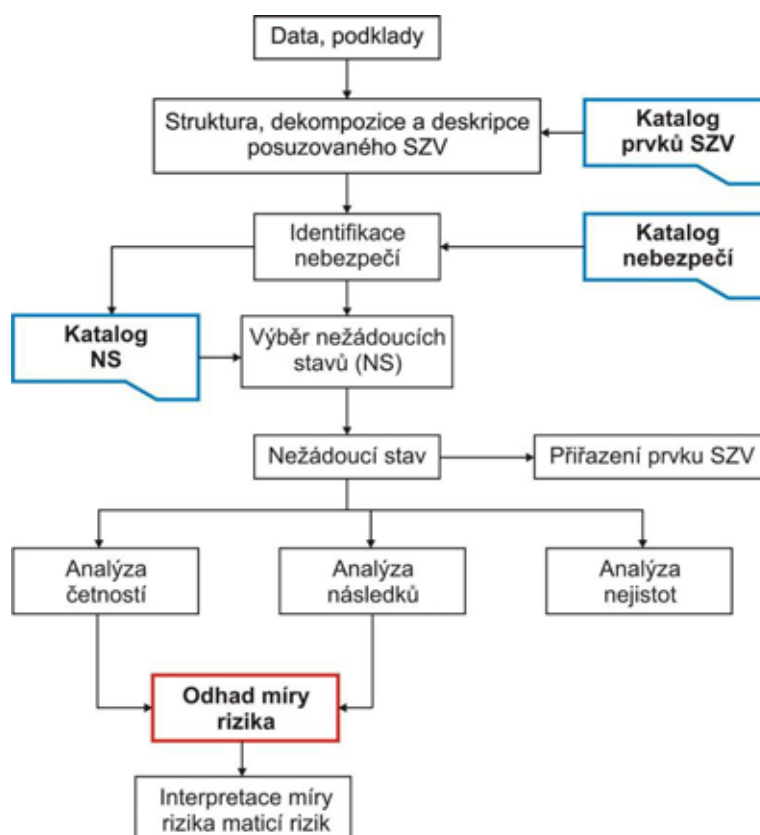 Data, podklady
Struktura, dekompozice a deskripce
posuzovaného SZV
Katalog
prvků SZV
Identifikace
nebezpečí
Katalog
nebezpečí
Katalog
NS
Výběr nežádoucích
stavů (NS)
Nežádoucí stav
Přiřazení prvku SZV
Analýza
četností
Analýza
následků
Analýza
nejistot
Odhad míry
rizika
Interpretace míry
rizika maticí rizik